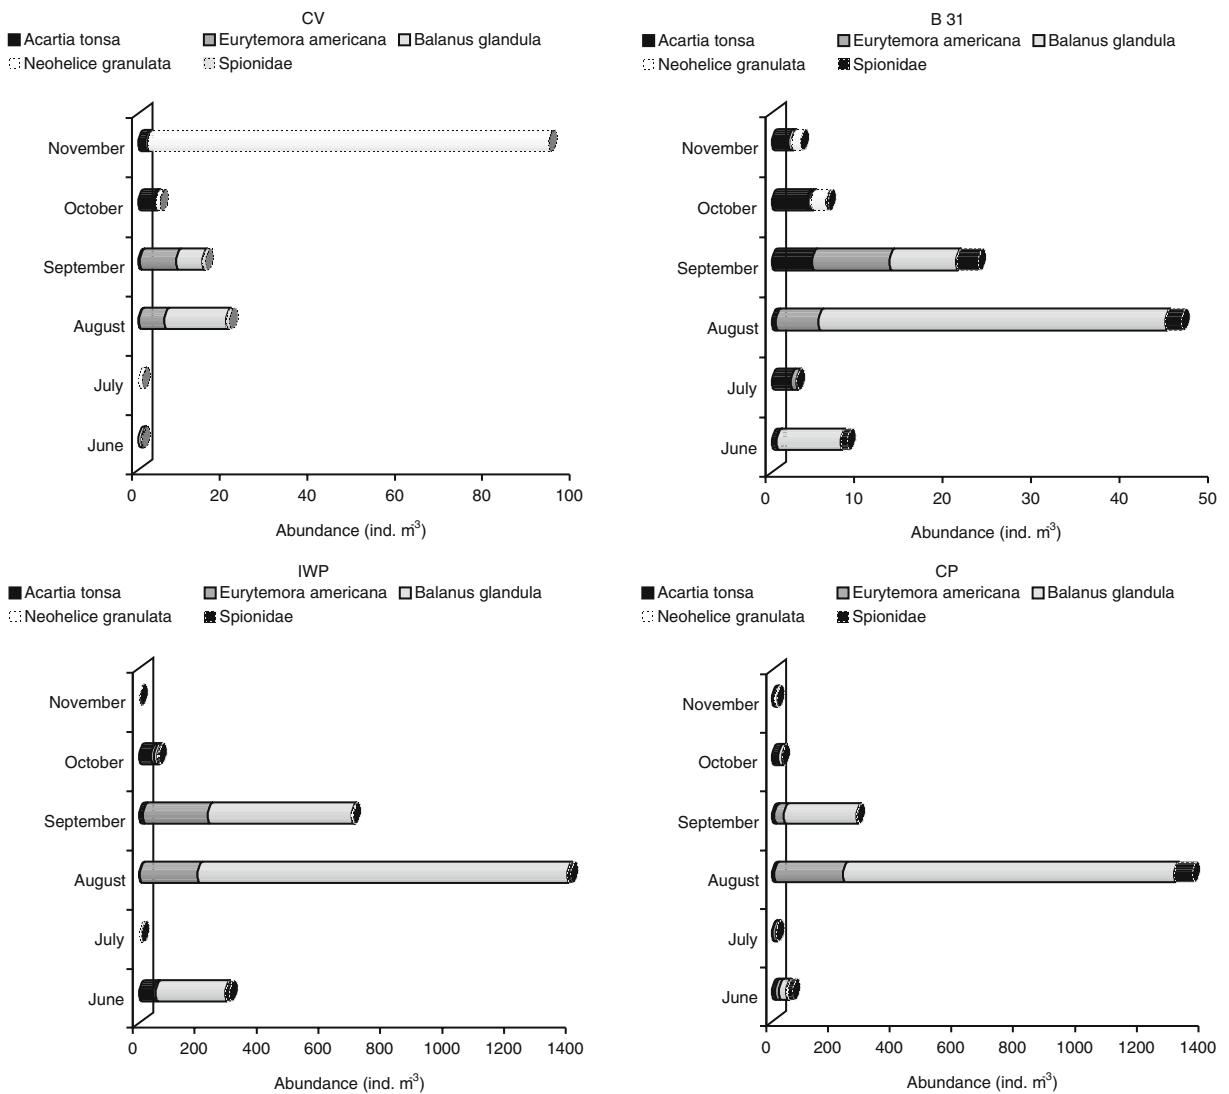 CV
Acartia tonsa Eurytemora americana Balanus glandula
Neohelice granulata Spionidae
November
October
September
August
July
June
0 20 40 60 80 100
Abundance (ind. m-3)
B 31
Acartia tonsa Eurytemora americana Balanus glandula
Neohelice granulata Spionidae
November
October
September
August
July
June
0 10 20 30 40 50
Abundance (ind. m-3)
IWP
Acartia tonsa Eurytemora americana Balanus glandula
Neohelice granulata Spionidae
November
October
September
August
July
June
0 200 400 600 800 1000 1200 1400
Abundance (ind. m-3)
CP
Acartia tonsa Eurytemora americana Balanus glandula
Neohelice granulata Spionidae
November
October
September
August
July
June
0 200 400 600 800 1000 1200 1400
Abundance (ind. m-3)